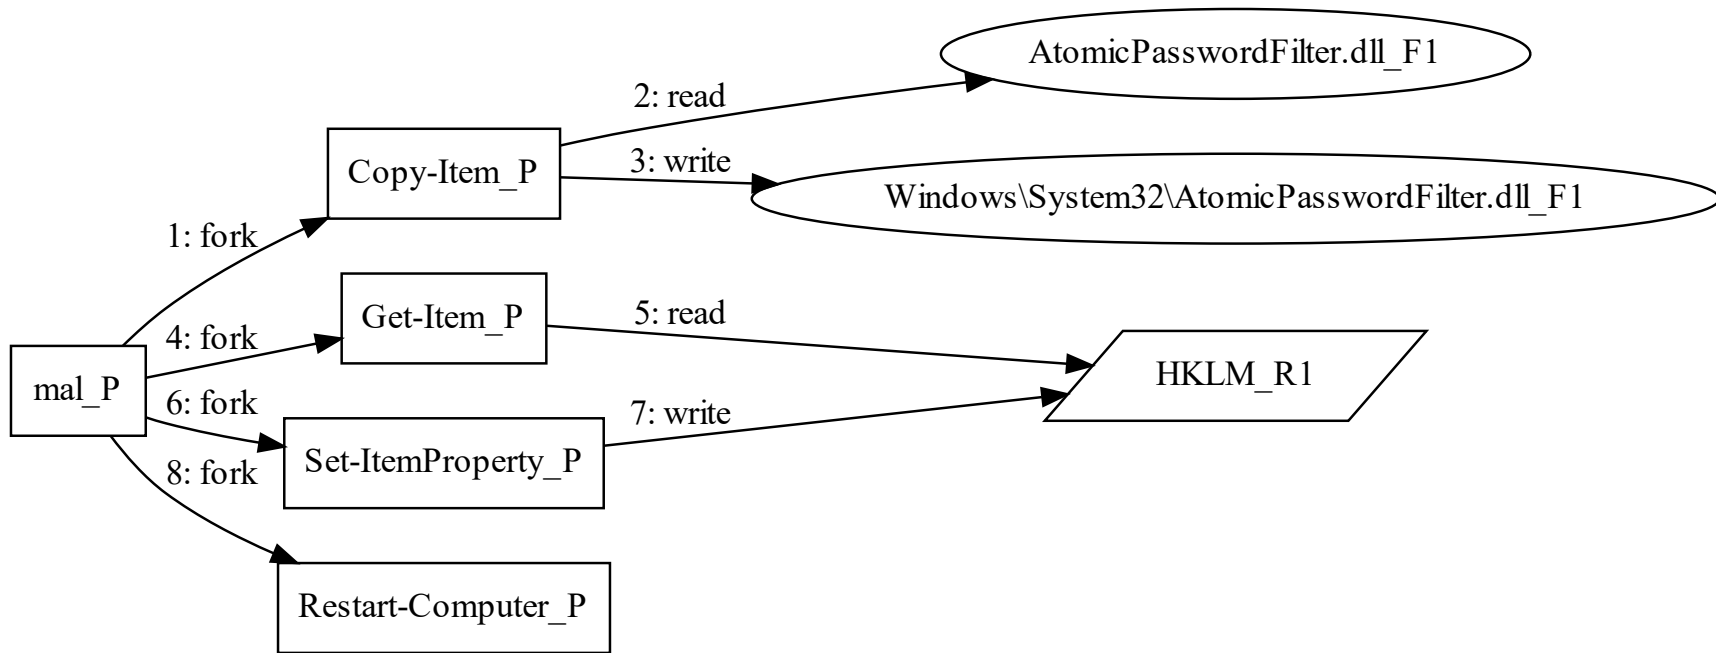 AtomicPasswordFilter.dll_F1
2: read
Copy-Item_P
3: write
Windows\System32\AtomicPasswordFilter.dll_F1
1: fork
Get-Item_P
5: read
4: fork
HKLM_R1
mal_P
6: fork
7: write
Set-ItemProperty_P
8: fork
Restart-Computer_P